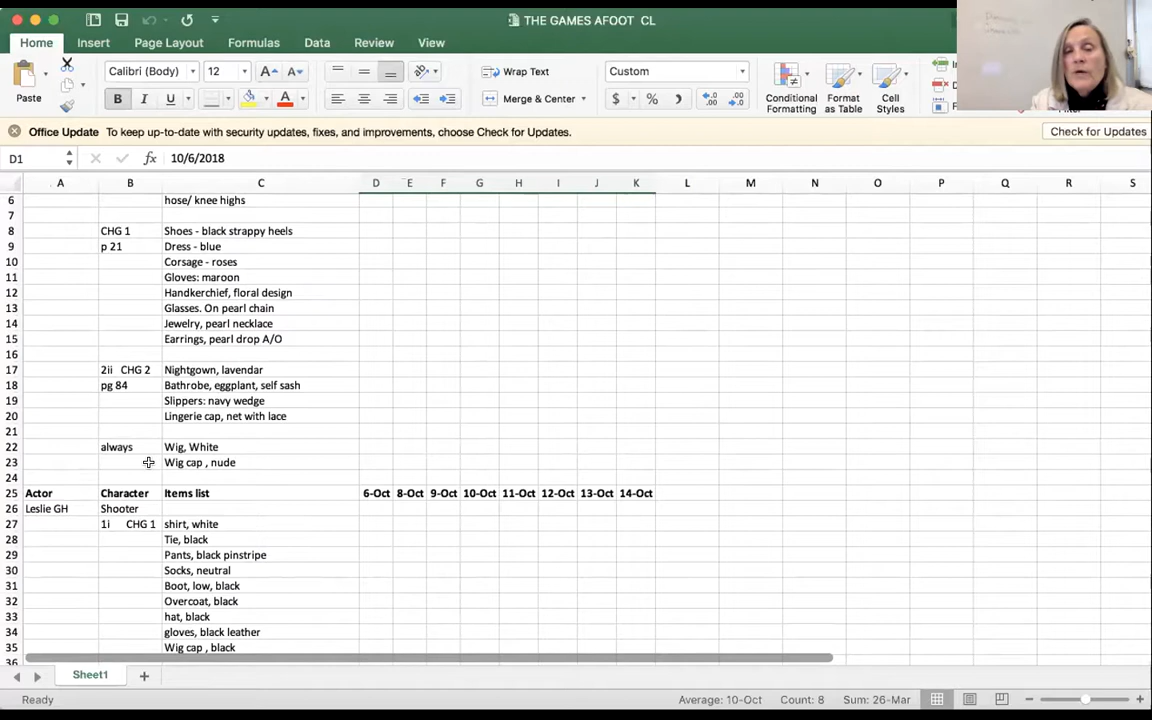 THE GAMES AFOOT CL
Home Insert Page Layout Formulas Data Review View
Paste Calibri (Body) 12 A A Wrap Text Custom
B I U A Merge & Center $ % Conditional Formatting Format as Table Cell Styles
Office Update To keep up-to-date with security updates, fixes, and improvements, choose Check for Updates. Check for Updates
D1 fx 10/6/2018
A B C D E F G H I J K L M N O P Q R S
6 hose/ knee highs
7
8 CHG 1 Shoes - black strappy heels
9 p 21 Dress - blue
10 Corsage - roses
11 Gloves: maroon
12 Handkerchief, floral design
13 Glasses. On pearl chain
14 Jewelry, pearl necklace
15 Earrings, pearl drop A/O
16
17 2ii CHG 2 Nightgown, lavendar
18 pg 84 Bathrobe, eggplant, self sash
19 Slippers: navy wedge
20 Lingerie cap, net with lace
21
22 always Wig, White
23 Wig cap , nude
24
25 Actor Character Items list 6-Oct 8-Oct 9-Oct 10-Oct 11-Oct 12-Oct 13-Oct 14-Oct
26 Leslie GH Shooter
27 1i CHG 1 shirt, white
28 Tie, black
29 Pants, black pinstripe
30 Socks, neutral
31 Boot, low, black
32 Overcoat, black
33 hat, black
34 gloves, black leather
35 Wig cap , black
36
Sheet1
Ready Average: 10-Oct Count: 8 Sum: 26-Mar